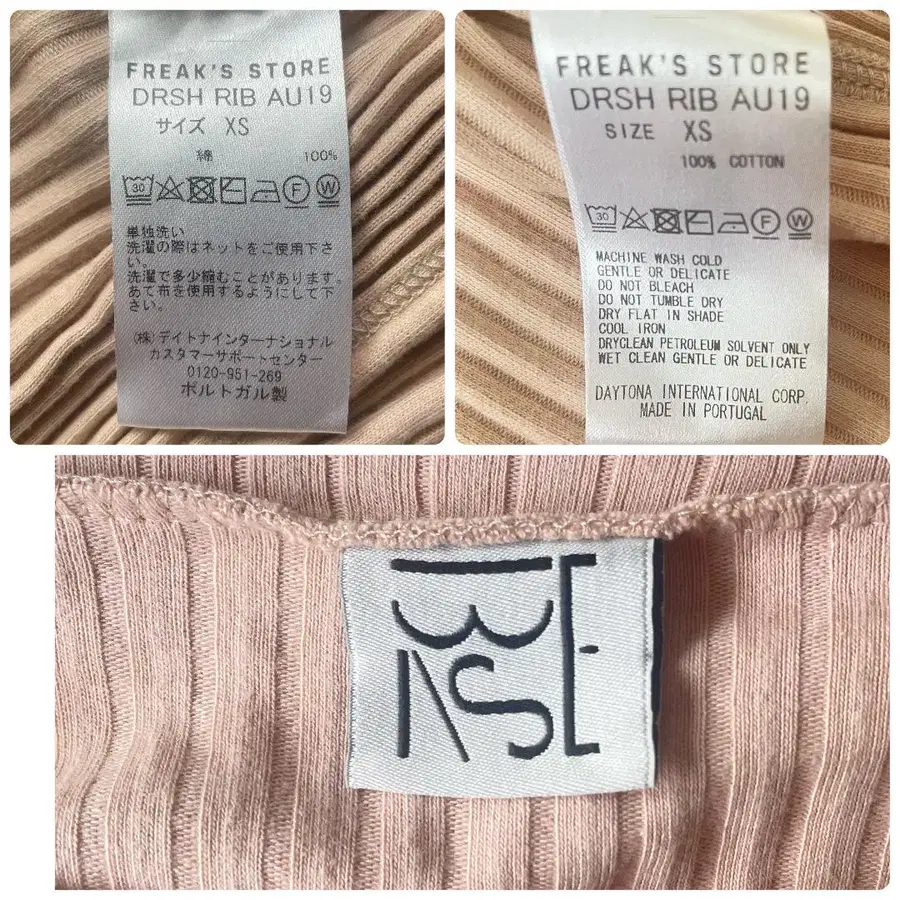 FREAK'S STORE
DRSH RIB AU19
サイズ XS
綿 100%
30 F W
単独洗い
洗濯の際はネットをご使用下さ
い。
洗濯で多少縮むことがあります。
あて布を使用するようにして下
さい。
(株)デイトナインターナショナル
カスタマーサポートセンター
0120-951-269
ポルトガル製
FREAK'S STORE
DRSH RIB AU19
SIZE XS
100% COTTON
30 F W
MACHINE WASH COLD
GENTLE OR DELICATE
DO NOT BLEACH
DO NOT TUMBLE DRY
DRY FLAT IN SHADE
COOL IRON
DRYCLEAN PETROLEUM SOLVENT ONLY
WET CLEAN GENTLE OR DELICATE
DAYTONA INTERNATIONAL CORP.
MADE IN PORTUGAL